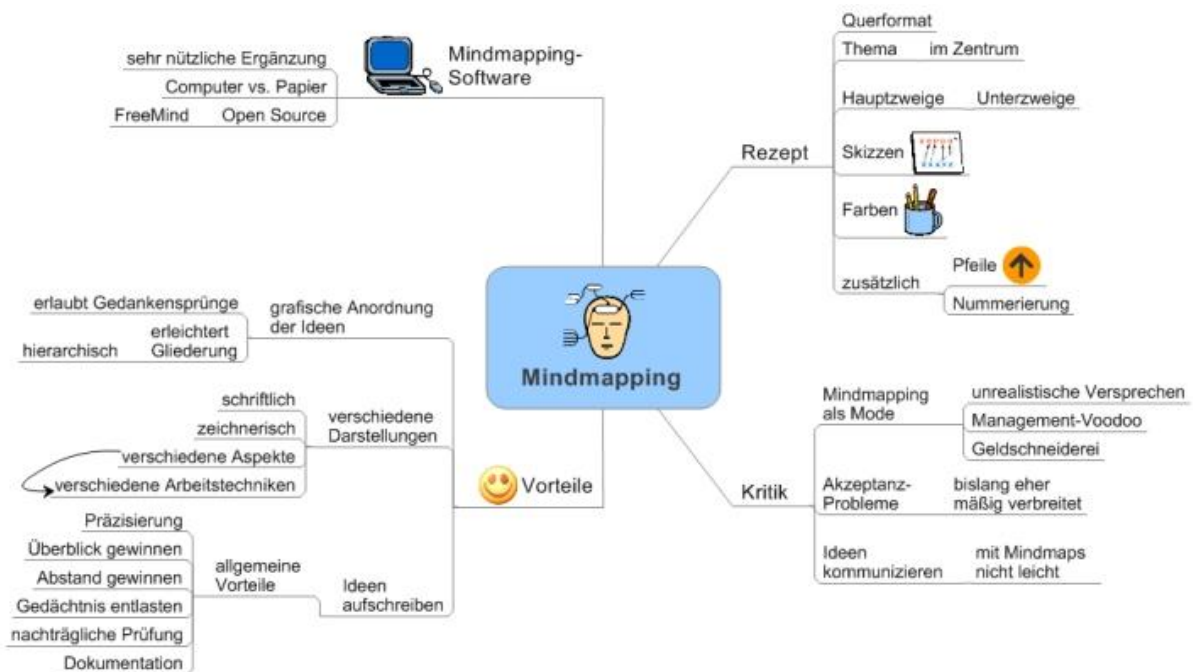 Mindmapping
Mindmapping-
Software
sehr nützliche Ergänzung
Computer vs. Papier
FreeMind Open Source
Rezept
Querformat
Thema im Zentrum
Hauptzweige Unterzweige
Skizzen
Farben
zusätzlich
Pfeile
Nummerierung
Vorteile
grafische Anordnung
der Ideen
erlaubt Gedankensprünge
erleichtert
hierarchisch Gliederung
verschiedene
Darstellungen
schriftlich
zeichnerisch
verschiedene Aspekte
verschiedene Arbeitstechniken
Ideen
aufschreiben
allgemeine
Vorteile
Präzisierung
Überblick gewinnen
Abstand gewinnen
Gedächtnis entlasten
nachträgliche Prüfung
Dokumentation
Kritik
Mindmapping
als Mode
unrealistische Versprechen
Management-Voodoo
Geldschneiderei
Akzeptanz-
Probleme
bislang eher
mäßig verbreitet
Ideen
kommunizieren
mit Mindmaps
nicht leicht